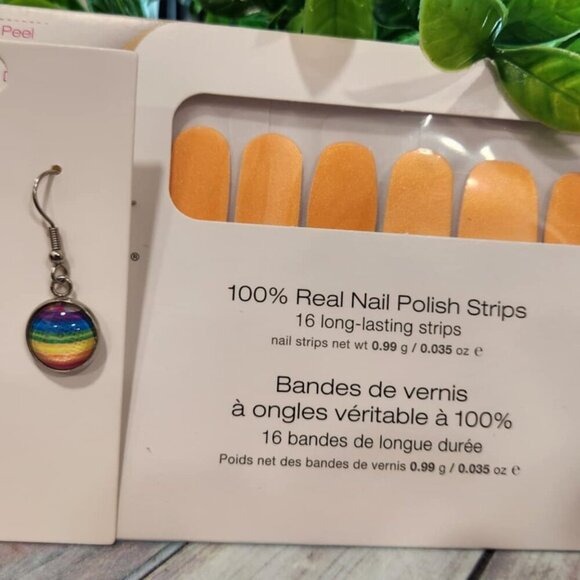 Peel
®
100% Real Nail Polish Strips
16 long-lasting strips
nail strips net wt 0.99 g / 0.035 oz ℮
Bandes de vernis
à ongles véritable à 100%
16 bandes de longue durée
Poids net des bandes de vernis 0.99 g / 0.035 oz ℮